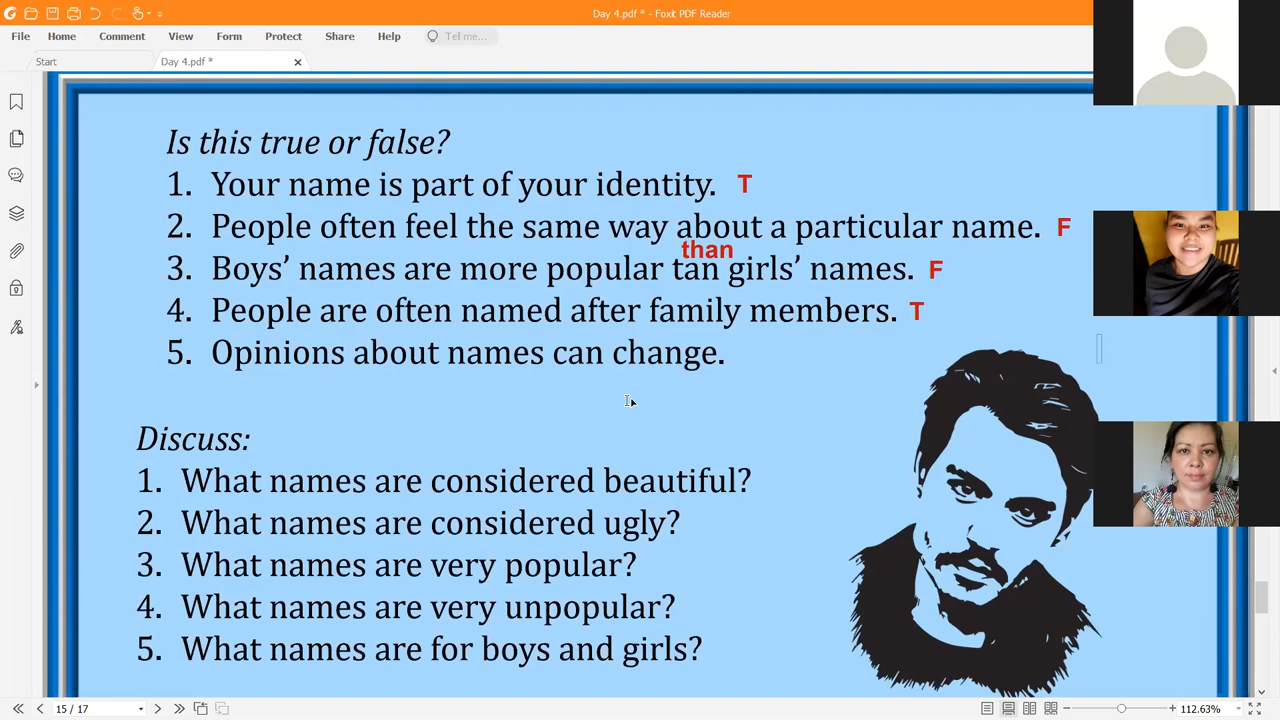 Day 4.pdf * - Foxit PDF Reader
File Home Comment View Form Protect Share Help Tell me...
Start Day 4.pdf *
Is this true or false?
1. Your name is part of your identity. T
2. People often feel the same way about a particular name. F
than
3. Boys’ names are more popular tan girls’ names. F
4. People are often named after family members. T
5. Opinions about names can change.
Discuss:
1. What names are considered beautiful?
2. What names are considered ugly?
3. What names are very popular?
4. What names are very unpopular?
5. What names are for boys and girls?
15 / 17 112.63%